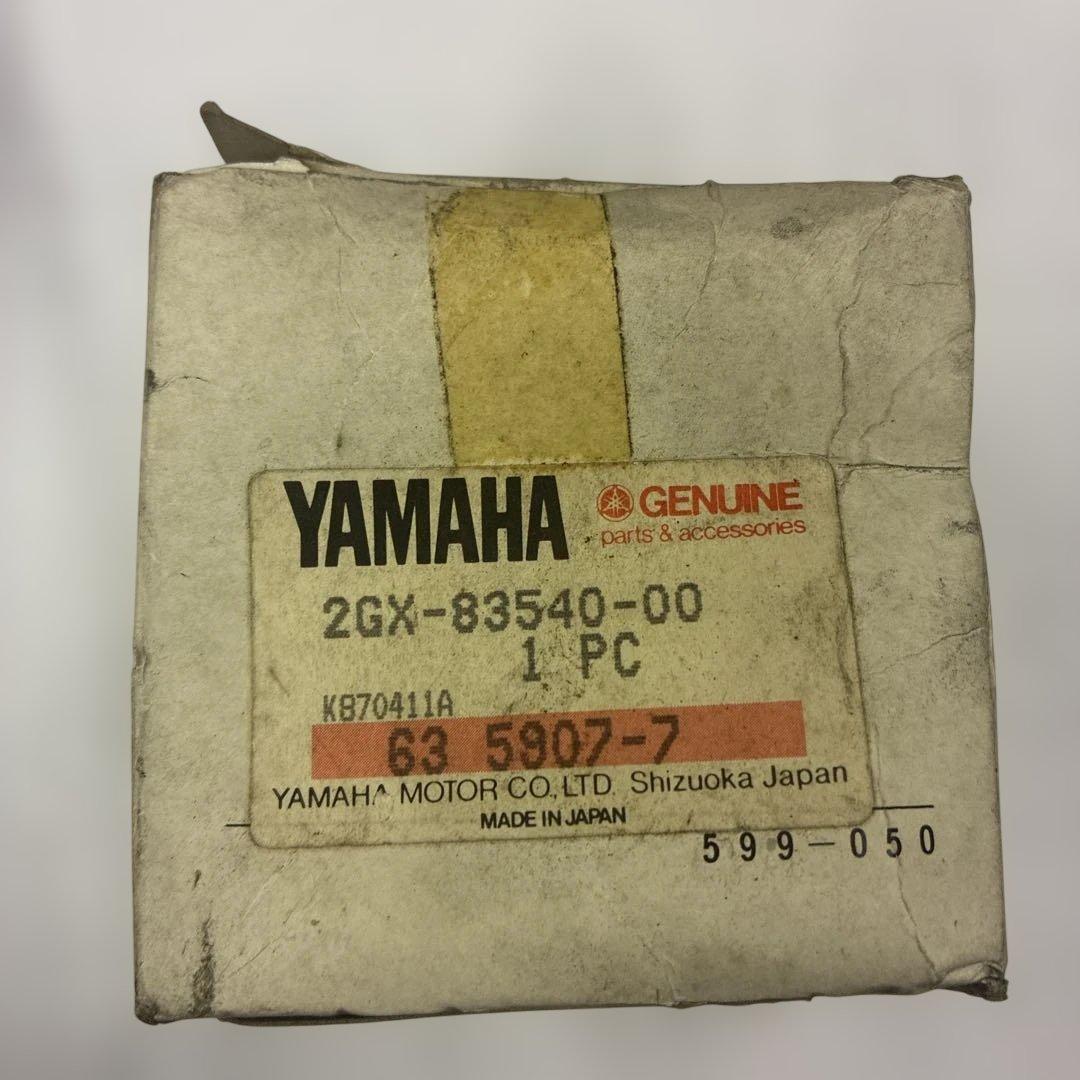 YAMAHA GENUINE
parts & accessories
2GX-83540-00
1 PC
K870411A
63 5907-7
YAMAHA MOTOR CO.,LTD. Shizuoka Japan
MADE IN JAPAN
599-050